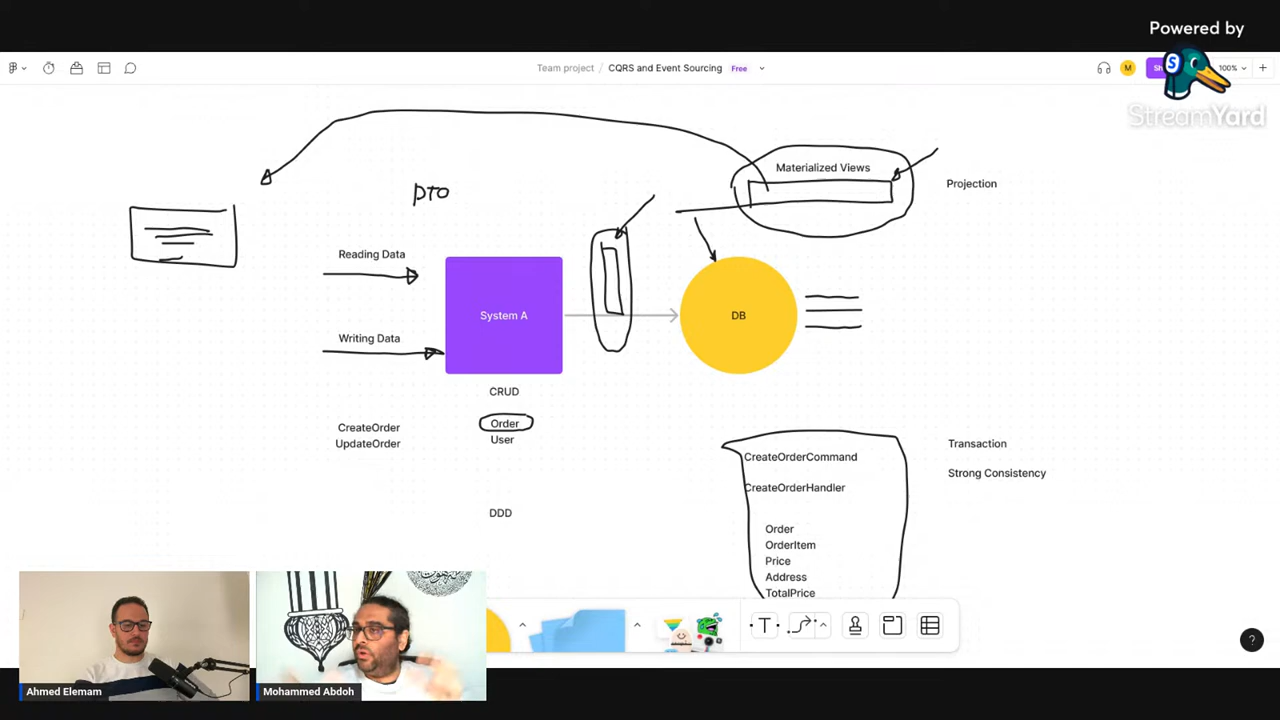 Powered by
StreamYard
Team project / CQRS and Event Sourcing Free
M
Sh
100%
Materialized Views
Projection
DTO
Reading Data
System A
DB
Writing Data
CRUD
Order
User
CreateOrder
UpdateOrder
DDD
CreateOrderCommand
CreateOrderHandler
Order
OrderItem
Price
Address
TotalPrice
Transaction
Strong Consistency
T
?
Ahmed Elemam
Mohammed Abdoh